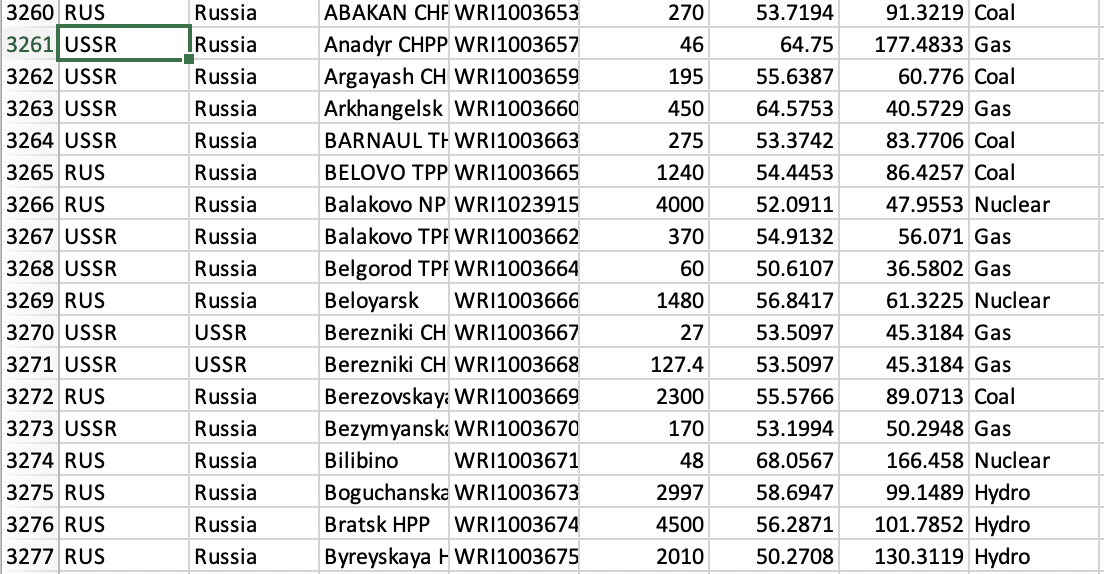 3260 RUS Russia ABAKAN CHP WRI1003653 270 53.7194 91.3219 Coal
3261 USSR Russia Anadyr CHPP WRI1003657 46 64.75 177.4833 Gas
3262 USSR Russia Argayash CH WRI1003659 195 55.6387 60.776 Coal
3263 USSR Russia Arkhangelsk WRI1003660 450 64.5753 40.5729 Gas
3264 USSR Russia BARNAUL TH WRI1003663 275 53.3742 83.7706 Coal
3265 RUS Russia BELOVO TPP WRI1003665 1240 54.4453 86.4257 Coal
3266 RUS Russia Balakovo NP WRI1023915 4000 52.0911 47.9553 Nuclear
3267 USSR Russia Balakovo TPP WRI1003662 370 54.9132 56.071 Gas
3268 USSR Russia Belgorod TPP WRI1003664 60 50.6107 36.5802 Gas
3269 RUS Russia Beloyarsk WRI1003666 1480 56.8417 61.3225 Nuclear
3270 USSR USSR Berezniki CH WRI1003667 27 53.5097 45.3184 Gas
3271 USSR USSR Berezniki CH WRI1003668 127.4 53.5097 45.3184 Gas
3272 RUS Russia Berezovskaya WRI1003669 2300 55.5766 89.0713 Coal
3273 USSR Russia Bezymyanska WRI1003670 170 53.1994 50.2948 Gas
3274 RUS Russia Bilibino WRI1003671 48 68.0567 166.458 Nuclear
3275 RUS Russia Boguchanska WRI1003673 2997 58.6947 99.1489 Hydro
3276 RUS Russia Bratsk HPP WRI1003674 4500 56.2871 101.7852 Hydro
3277 RUS Russia Byreyskaya H WRI1003675 2010 50.2708 130.3119 Hydro